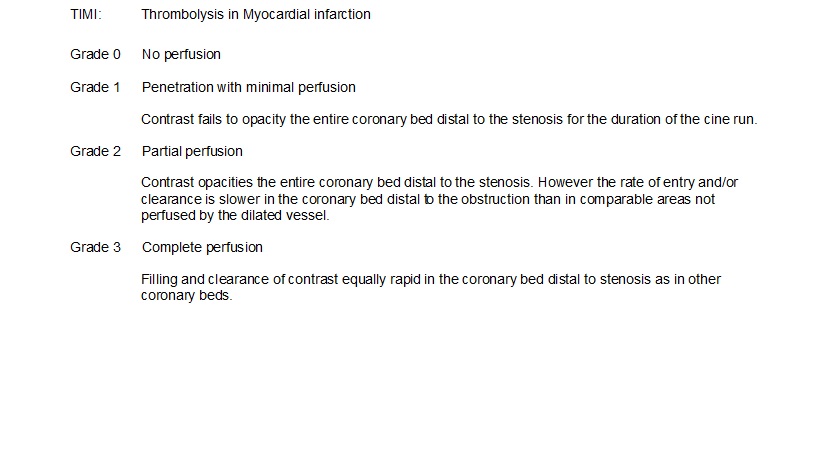 TIMI: Thrombolysis in Myocardial infarction
Grade 0 No perfusion
Grade 1 Penetration with minimal perfusion
Contrast fails to opacity the entire coronary bed distal to the stenosis for the duration of the cine run.
Grade 2 Partial perfusion
Contrast opacities the entire coronary bed distal to the stenosis. However the rate of entry and/or
clearance is slower in the coronary bed distal to the obstruction than in comparable areas not
perfused by the dilated vessel.
Grade 3 Complete perfusion
Filling and clearance of contrast equally rapid in the coronary bed distal to stenosis as in other
coronary beds.